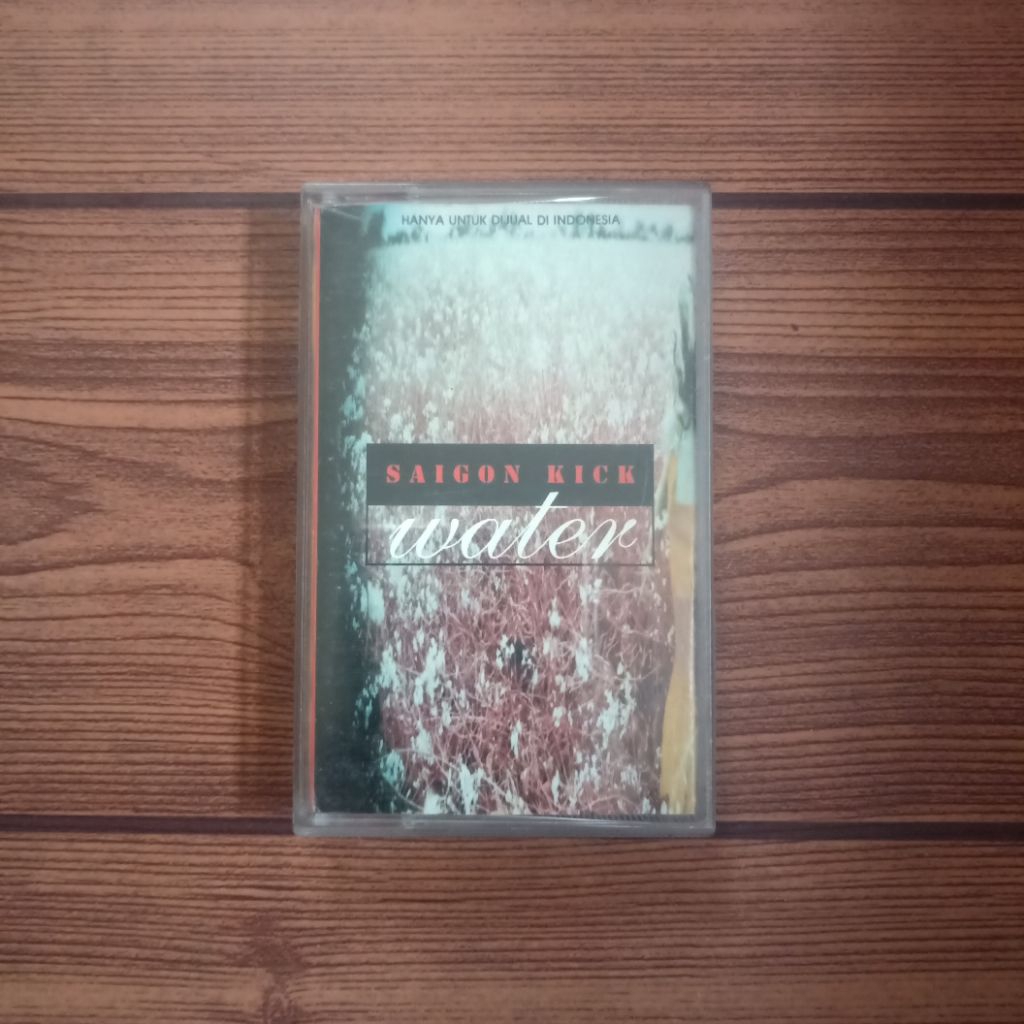 HANYA UNTUK DIJUAL DI INDONESIA
SAIGON KICK
water